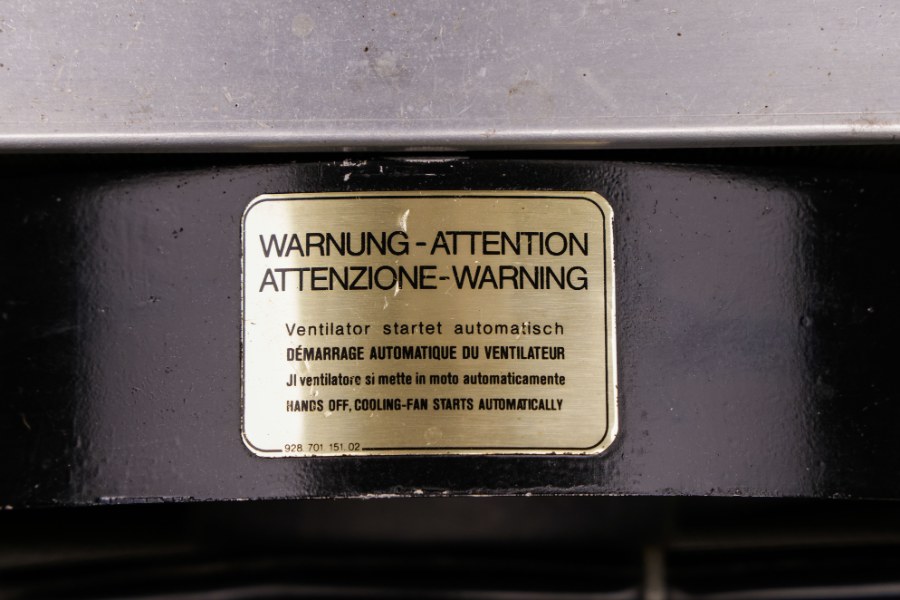 WARNUNG - ATTENTION
ATTENZIONE - WARNING
Ventilator startet automatisch
DÉMARRAGE AUTOMATIQUE DU VENTILATEUR
JI ventilatore si mette in moto automaticamente
HANDS OFF, COOLING-FAN STARTS AUTOMATICALLY
928. 701. 151. 02